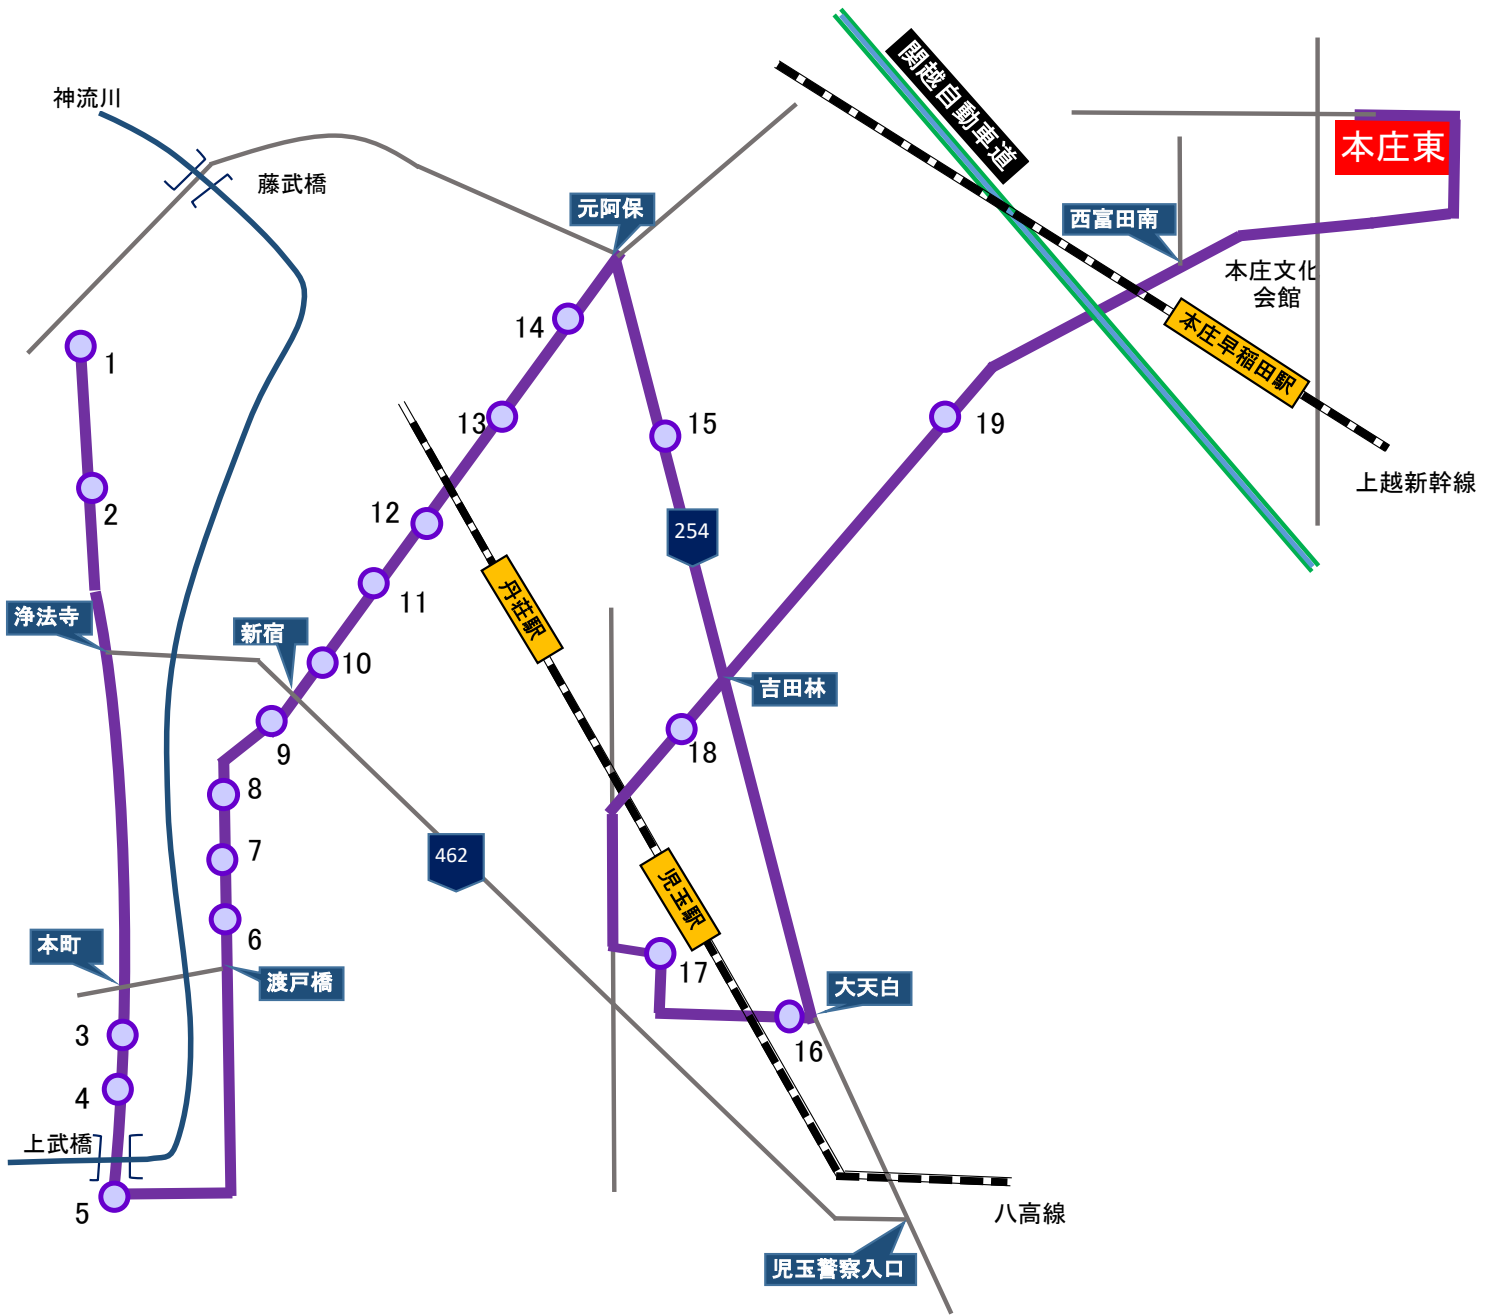 神流川
藤武橋
元阿保
関越自動車道
本庄東
西富田南
本庄文化
会館
本庄早稲田駅
上越新幹線
1
2
14
13
15
19
12
254
11
丹荘駅
浄法寺
新宿
10
吉田林
9
18
8
7
462
児玉駅
6
本町
渡戸橋
17
大天白
3
16
4
上武橋
5
八高線
児玉警察入口